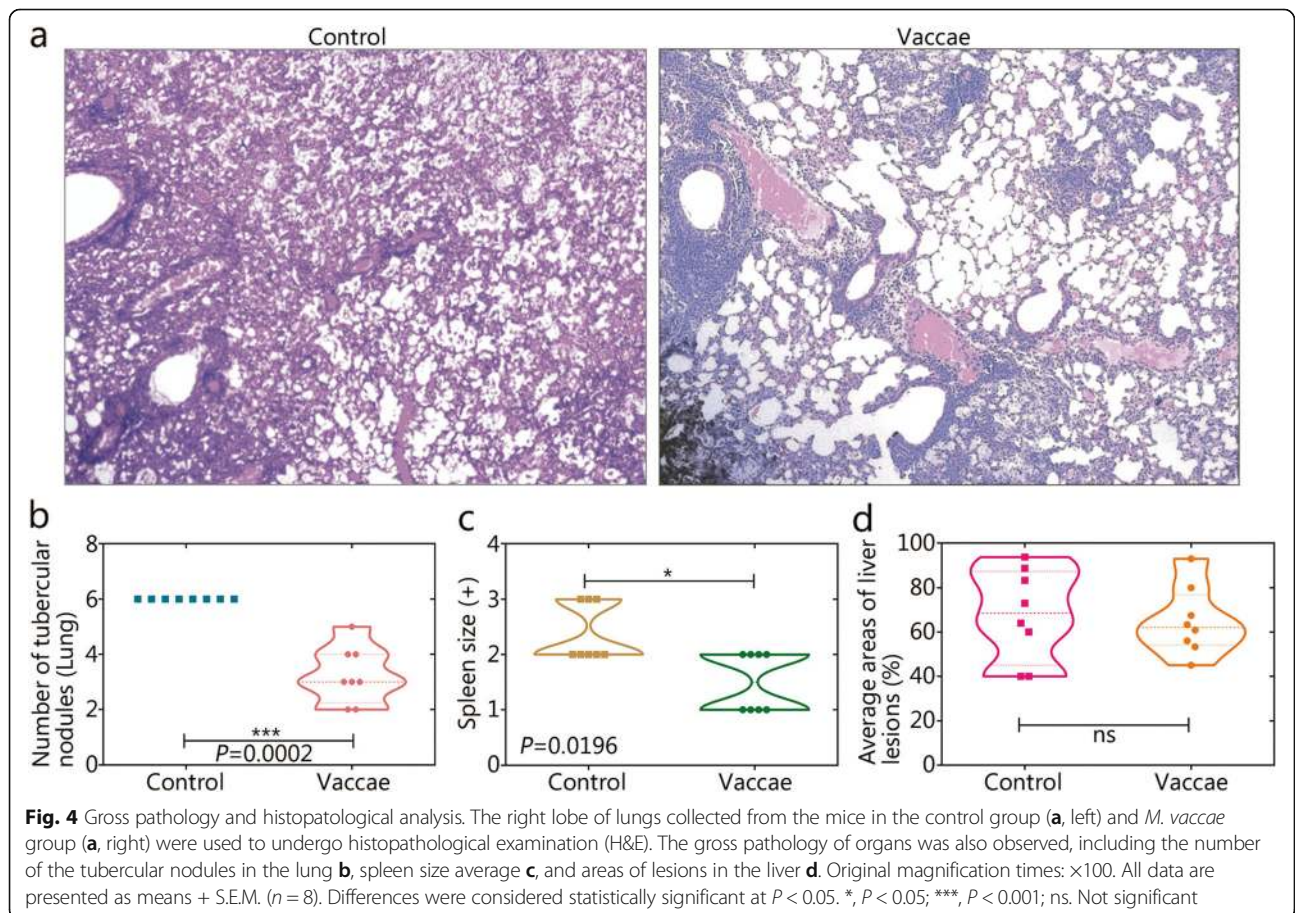 a
Control
Vaccae
b
Number of tubercular
nodules (Lung)
8
6
4
2
0
***
P=0.0002
Control
Vaccae
c
Spleen size (+)
4
3
2
1
0
*
P=0.0196
Control
Vaccae
d
Average areas of liver
lesions (%)
100
80
60
40
20
0
ns
Control
Vaccae
Fig. 4 Gross pathology and histopatological analysis. The right lobe of lungs collected from the mice in the control group (a, left) and M. vaccae
group (a, right) were used to undergo histopathological examination (H&E). The gross pathology of organs was also observed, including the number
of the tubercular nodules in the lung b, spleen size average c, and areas of lesions in the liver d. Original magnification times: ×100. All data are
presented as means + S.E.M. (n = 8). Differences were considered statistically significant at P < 0.05. *, P < 0.05; ***, P < 0.001; ns. Not significant